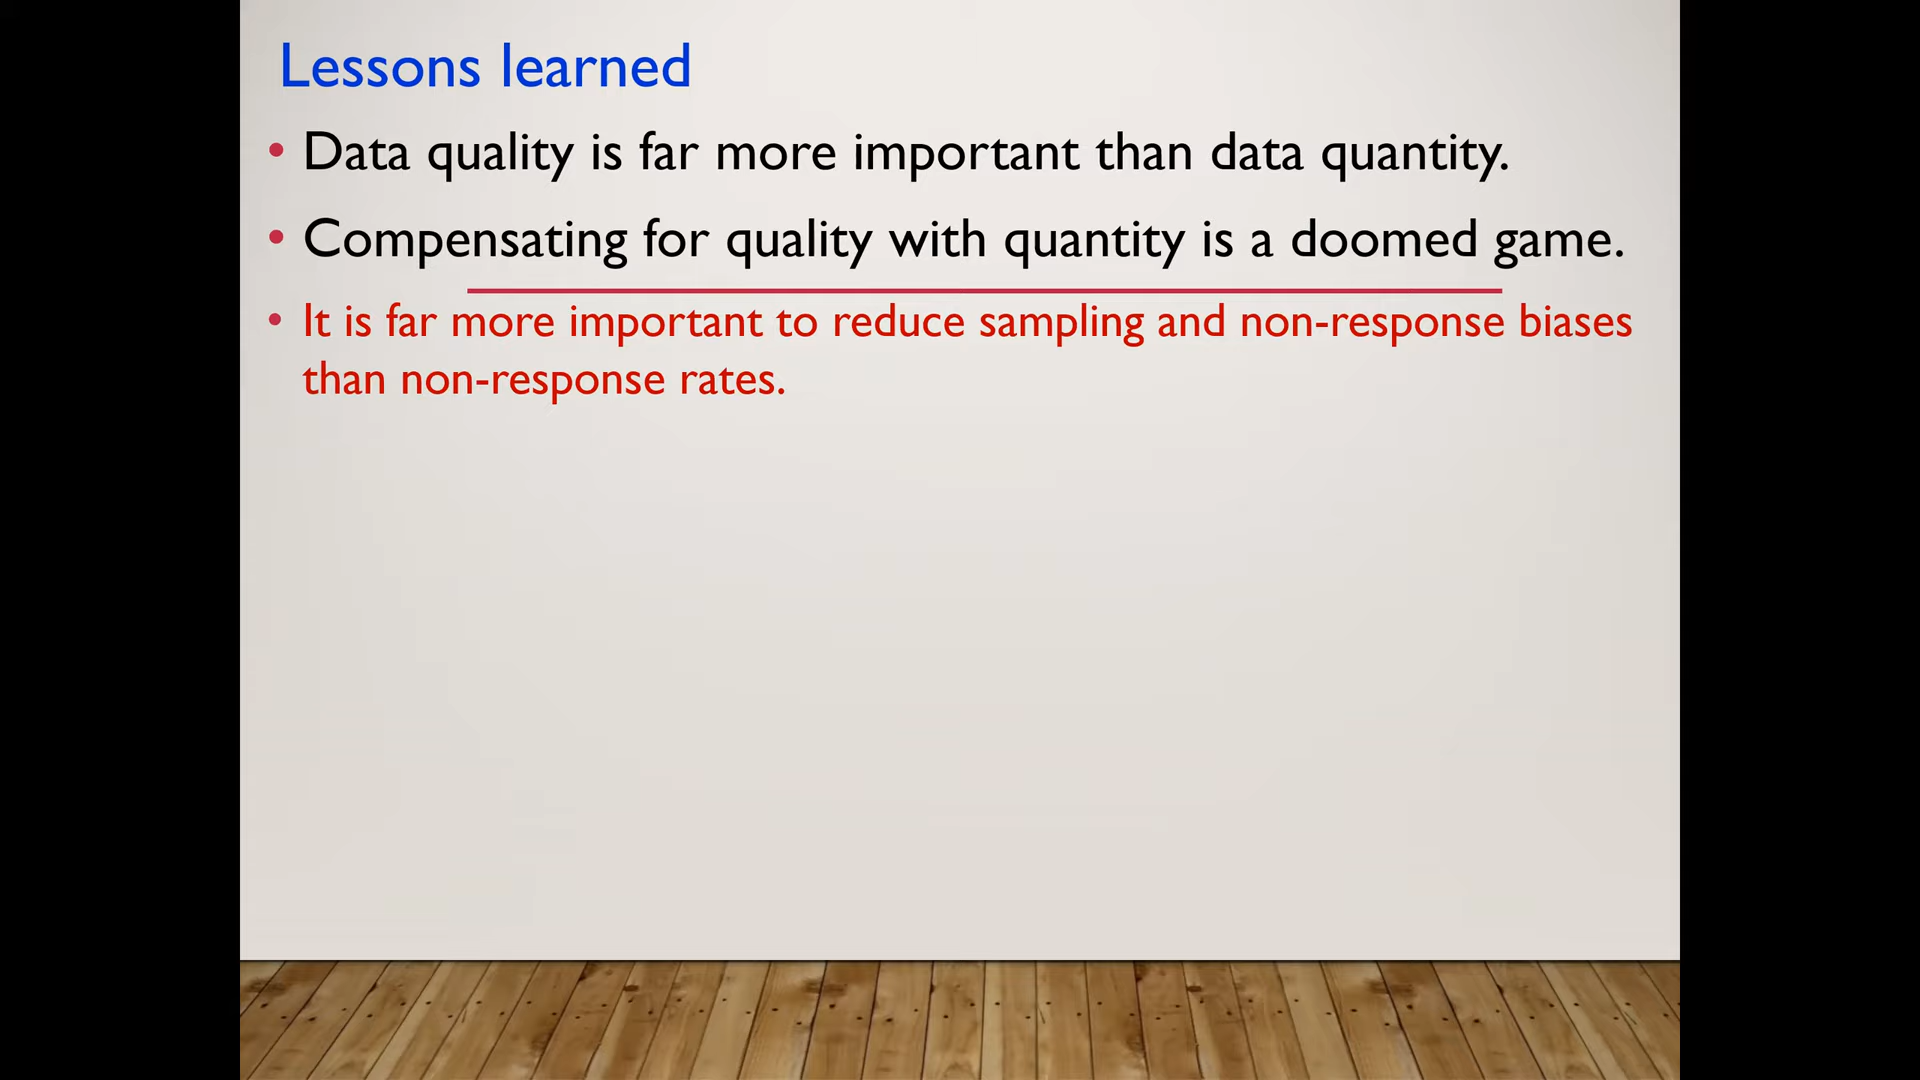 Lessons learned
• Data quality is far more important than data quantity.
• Compensating for quality with quantity is a doomed game.
• It is far more important to reduce sampling and non-response biases
than non-response rates.